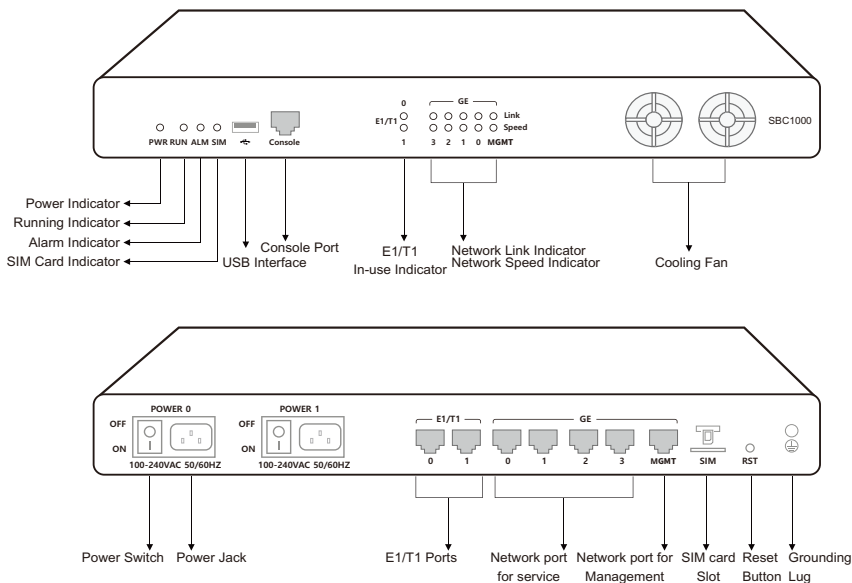 0
GE
E1/T1
Link
Speed
SBC1000
PWR RUN ALM SIM
Console
1
3 2 1 0 MGMT
Power Indicator
Running Indicator
Alarm Indicator
SIM Card Indicator
USB Interface
Console Port
E1/T1
In-use Indicator
Network Link Indicator
Network Speed Indicator
Cooling Fan
POWER 0
OFF
ON
100-240VAC 50/60HZ
POWER 1
OFF
ON
100-240VAC 50/60HZ
E1/T1
0 1
GE
0 1 2 3 MGMT
SIM
RST
Power Switch
Power Jack
E1/T1 Ports
Network port
for service
Network port for
Management
SIM card
Slot
Reset
Button
Grounding
Lug